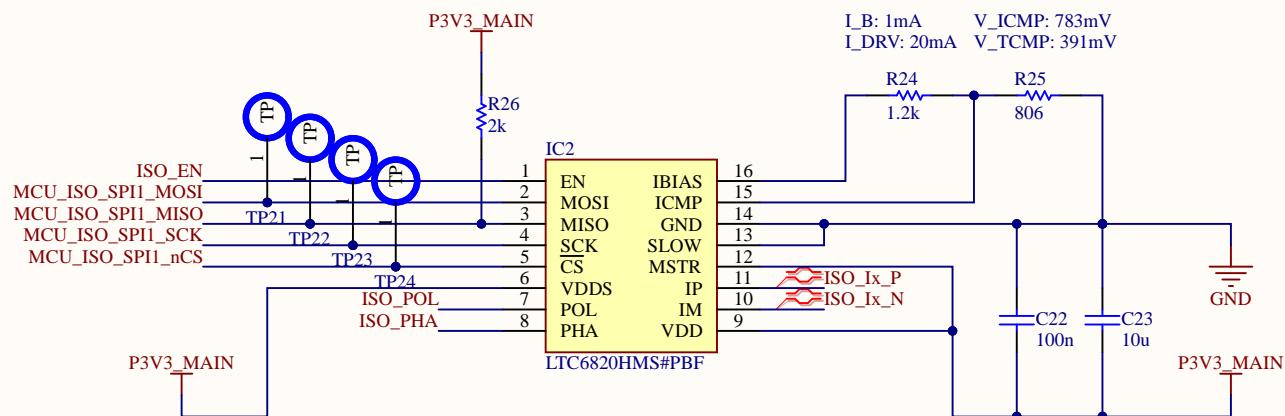 P3V3_MAIN
I_B: 1mA V_ICMP: 783mV
I_DRV: 20mA V_TCMP: 391mV
R24
1.2k
R25
806
R26
2k
TP
TP
TP
TP
1
1
1
1
TP21
TP22
TP23
TP24
ISO_EN
MCU_ISO_SPI1_MOSI
MCU_ISO_SPI1_MISO
MCU_ISO_SPI1_SCK
MCU_ISO_SPI1_nCS
ISO_POL
ISO_PHA
IC2
1 EN IBIAS 16
2 MOSI ICMP 15
3 MISO GND 14
4 SCK SLOW 13
5 CS MSTR 12
6 VDDS IP 11
7 POL IM 10
8 PHA VDD 9
LTC6820HMS#PBF
ISO_Ix_P
ISO_Ix_N
GND
C22
100n
C23
10u
P3V3_MAIN
P3V3_MAIN